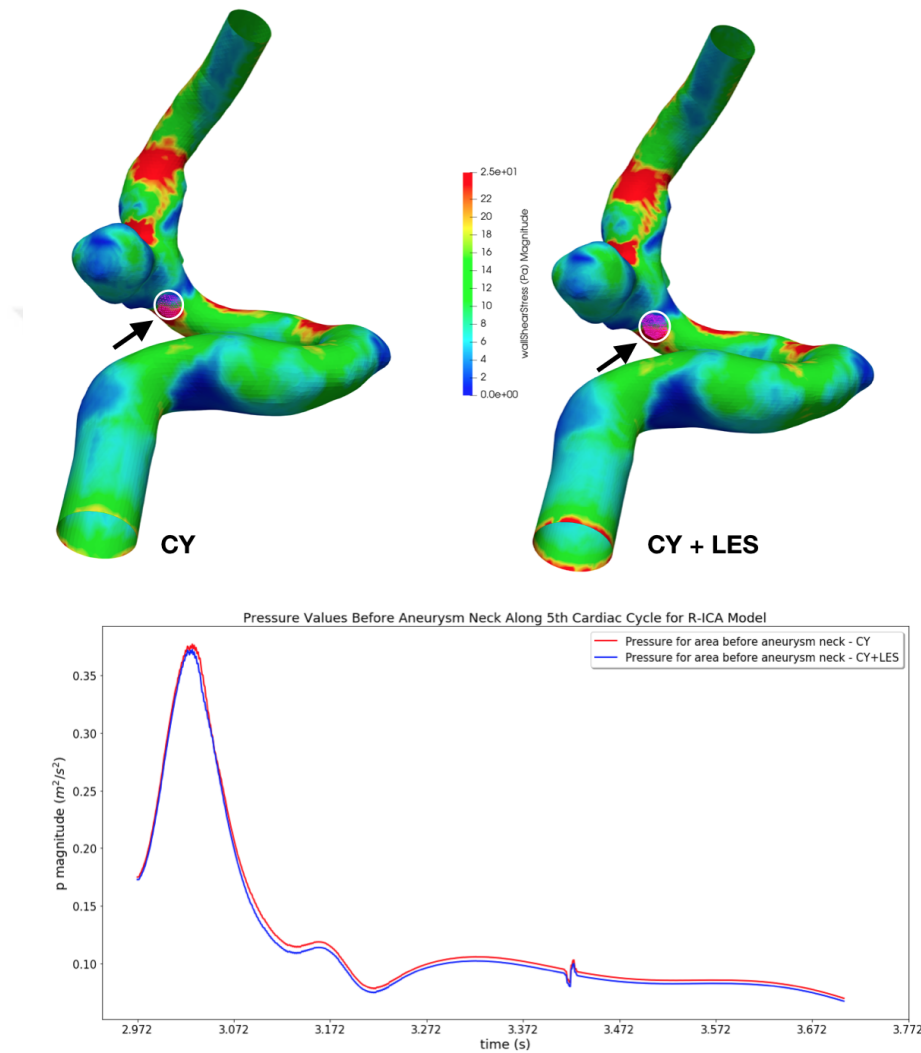 2.5e+01
22
20
18
16
14
12
10
8
6
4
2
0.0e+00
wallShearStress (Pa) Magnitude
CY
CY + LES
Pressure Values Before Aneurysm Neck Along 5th Cardiac Cycle for R-ICA Model
Pressure for area before aneurysm neck - CY
Pressure for area before aneurysm neck - CY+LES
p magnitude (m²/s²)
0.35
0.30
0.25
0.20
0.15
0.10
2.972
3.072
3.172
3.272
3.372
3.472
3.572
3.672
3.772
time (s)